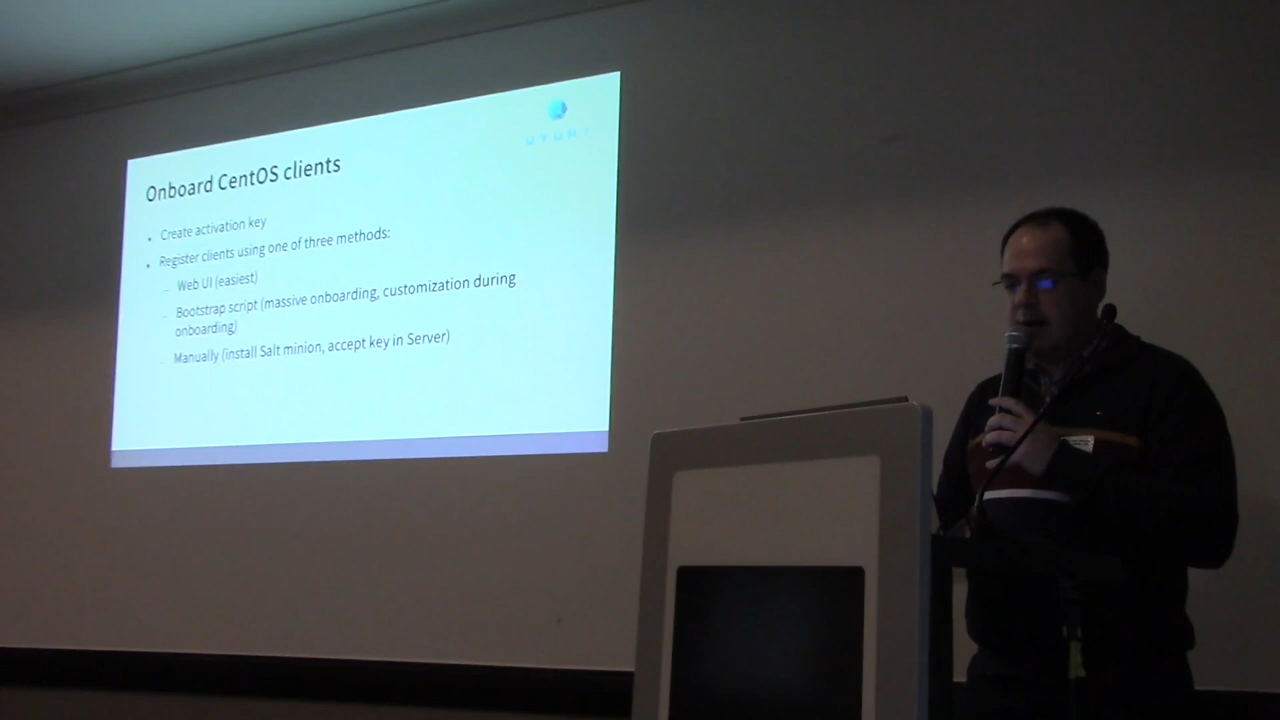 UYUNI
Onboard CentOS clients
Create activation key
Register clients using one of three methods:
Web UI (easiest)
Bootstrap script (massive onboarding, customization during
onboarding)
Manually (install Salt minion, accept key in Server)